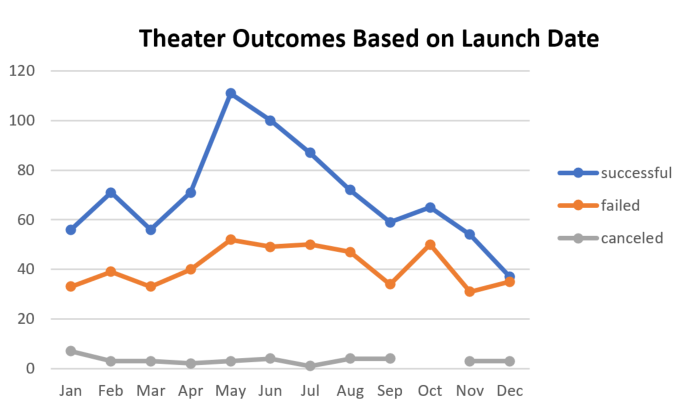 Theater Outcomes Based on Launch Date
120
100
80
60
40
20
0
Jan Feb Mar Apr May Jun Jul Aug Sep Oct Nov Dec
successful
failed
canceled